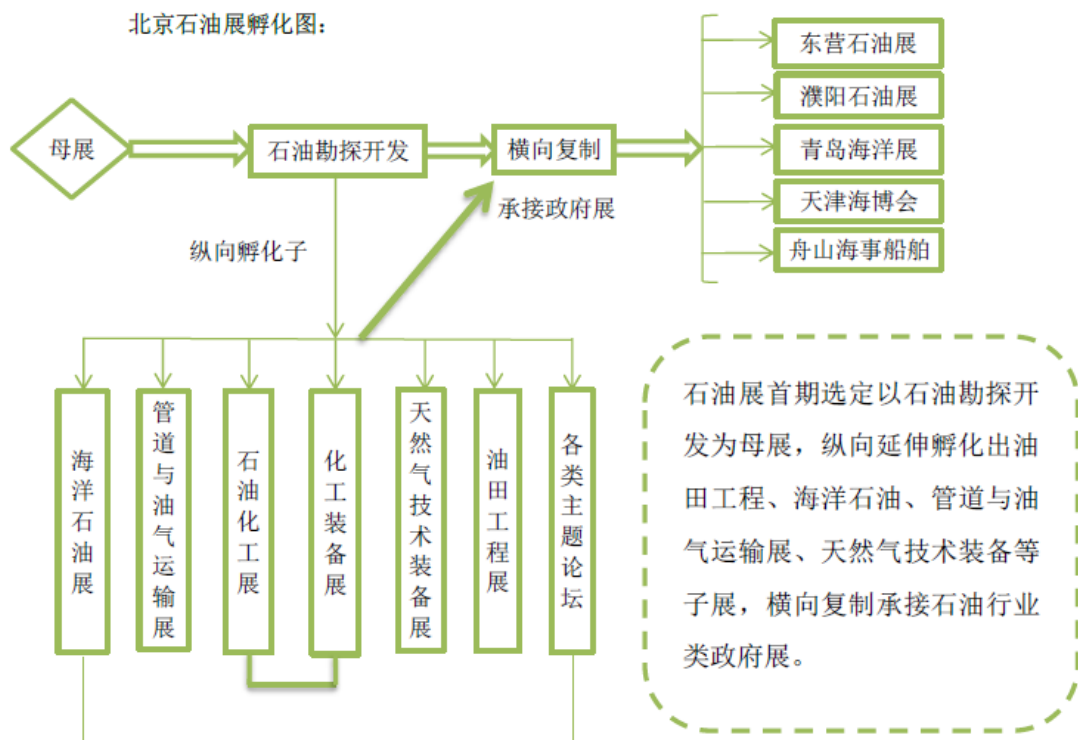 北京石油展孵化图：
母展
石油勘探开发
横向复制
东营石油展
濮阳石油展
青岛海洋展
天津海博会
舟山海事船舶
承接政府展
纵向孵化子
海洋石油展
管道与油气运输展
石油化工展
化工装备展
天然气技术装备展
油田工程展
各类主题论坛
石油展首期选定以石油勘探开
发为母展，纵向延伸孵化出油
田工程、海洋石油、管道与油
气运输展、天然气技术装备等
子展，横向复制承接石油行业
类政府展。